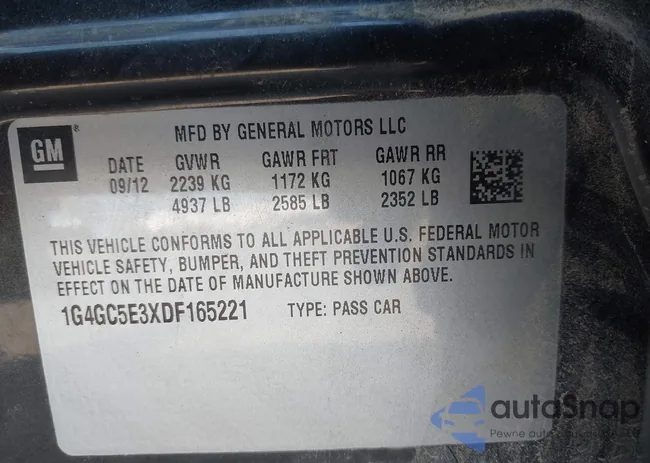 GM ®
MFD BY GENERAL MOTORS LLC
DATE GVWR GAWR FRT GAWR RR
09/12 2239 KG 1172 KG 1067 KG
4937 LB 2585 LB 2352 LB
THIS VEHICLE CONFORMS TO ALL APPLICABLE U.S. FEDERAL MOTOR
VEHICLE SAFETY, BUMPER, AND THEFT PREVENTION STANDARDS IN
EFFECT ON THE DATE OF MANUFACTURE SHOWN ABOVE.
1G4GC5E3XDF165221 TYPE: PASS CAR
autoSnap
Pewne auto